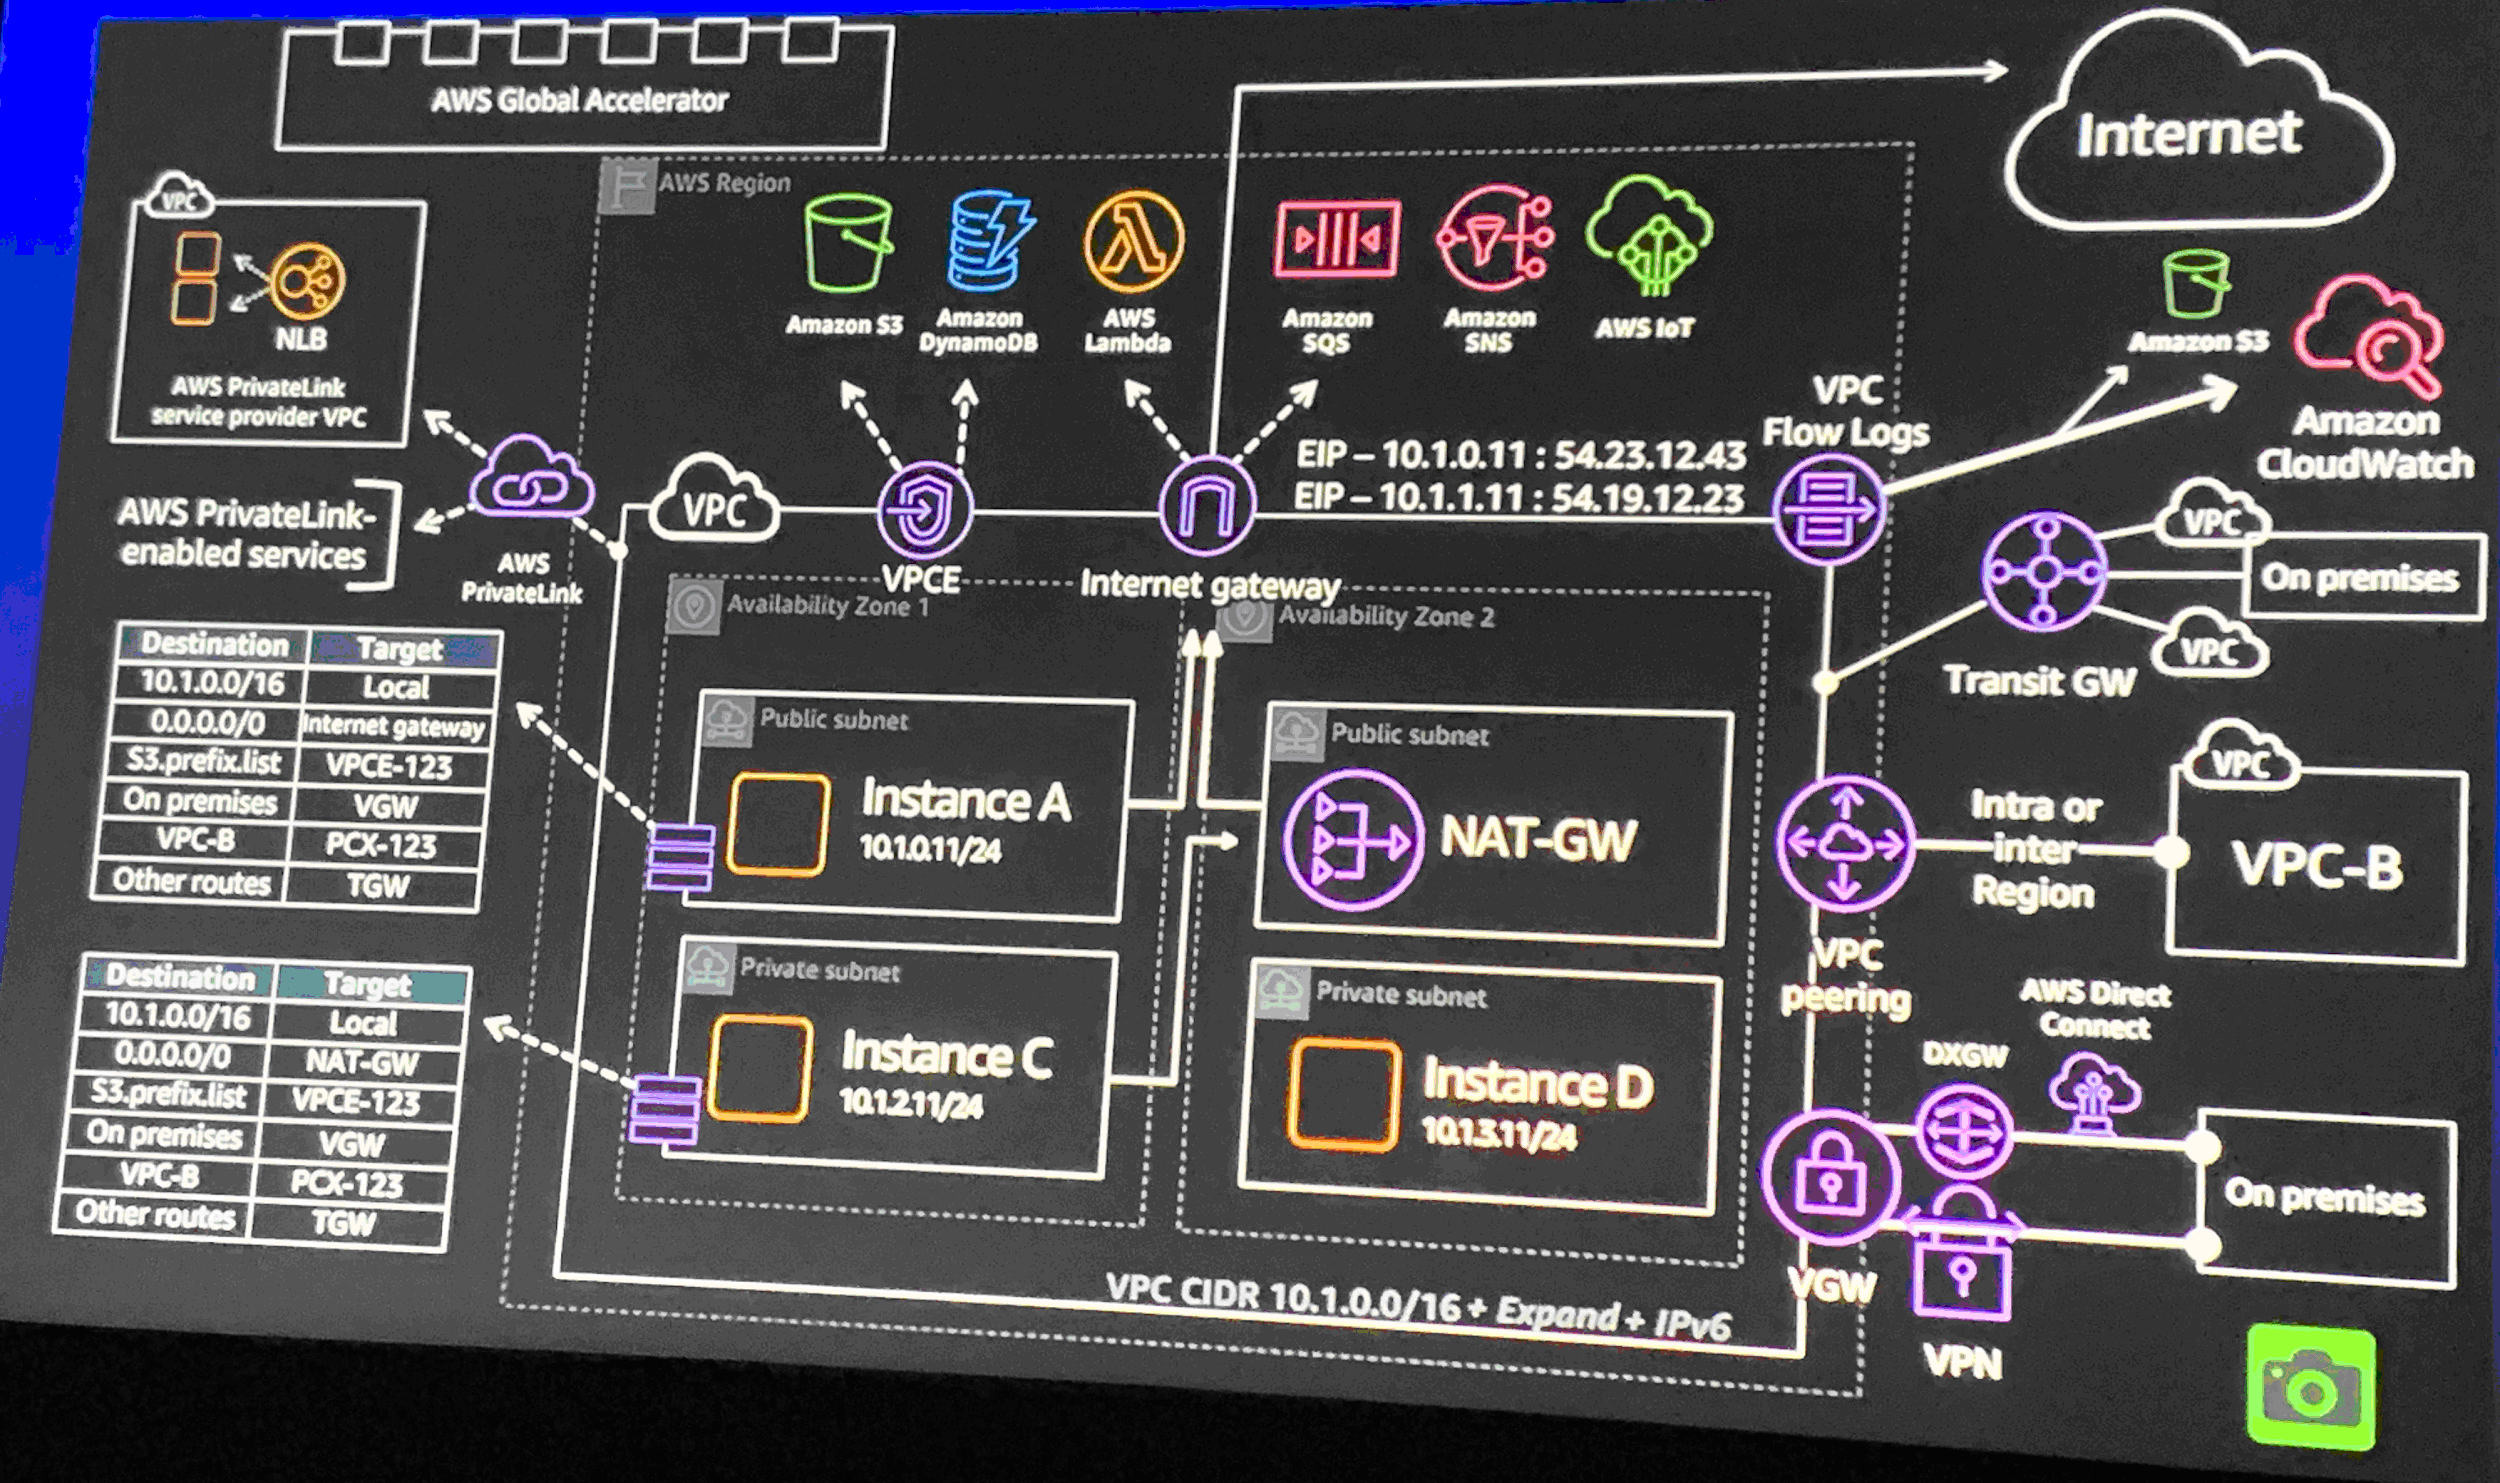 AWS Global Accelerator
Internet
AWS Region
VPC
NLB
AWS PrivateLink
service provider VPC
Amazon S3
Amazon
DynamoDB
AWS
Lambda
Amazon
SQS
Amazon
SNS
AWS IoT
Amazon S3
Amazon
CloudWatch
VPC
Flow Logs
EIP – 10.1.0.11 : 54.23.12.43
EIP – 10.1.1.11 : 54.19.12.23
AWS PrivateLink-
enabled services
AWS
PrivateLink
VPC
VPCE
Internet gateway
VPC
On premises
VPC
Transit GW
Availability Zone 1
Availability Zone 2
Destination Target
10.1.0.0/16 Local
0.0.0.0/0 Internet gateway
S3.prefix.list VPCE-123
On premises VGW
VPC-B PCX-123
Other routes TGW
Public subnet
Instance A
10.1.0.11/24
Public subnet
NAT-GW
Intra or
inter
Region
VPC
VPC-B
VPC
peering
Destination Target
10.1.0.0/16 Local
0.0.0.0/0 NAT-GW
S3.prefix.list VPCE-123
On premises VGW
VPC-B PCX-123
Other routes TGW
Private subnet
Instance C
10.1.2.11/24
Private subnet
Instance D
10.1.3.11/24
AWS Direct
Connect
DXGW
On premises
VGW
VPN
VPC CIDR 10.1.0.0/16 + Expand + IPv6